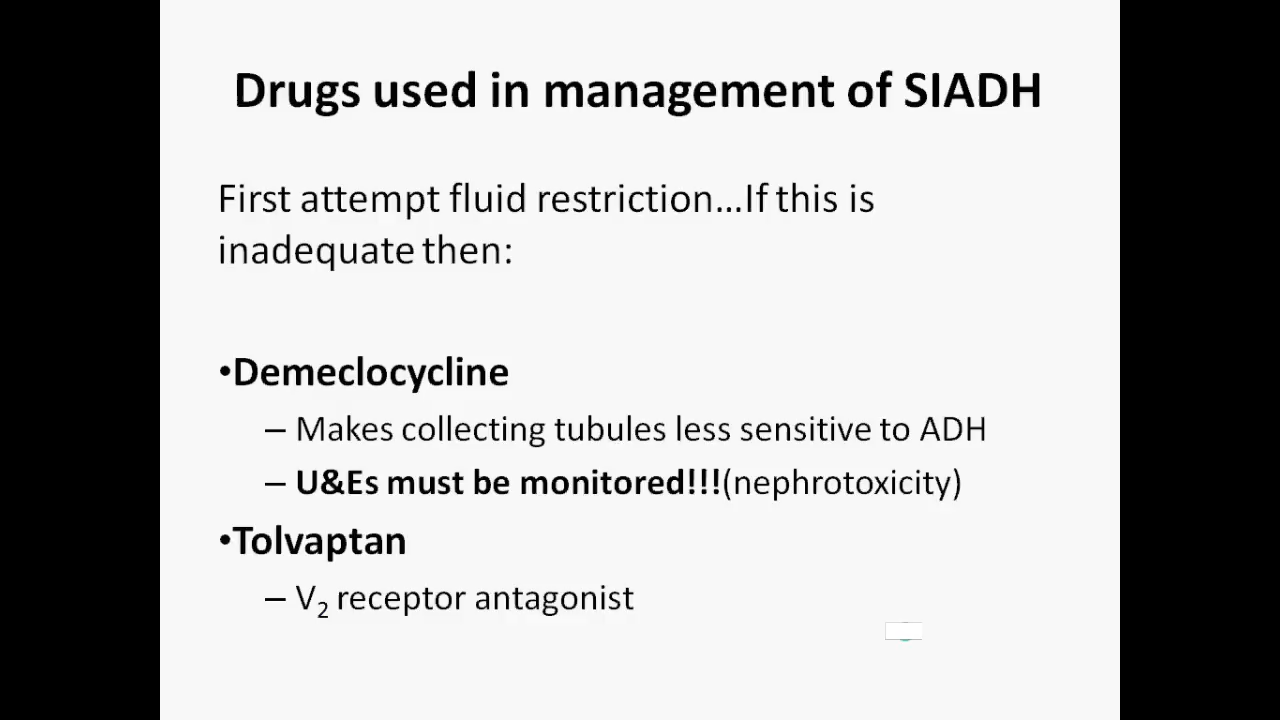 Drugs used in management of SIADH
First attempt fluid restriction…If this is
inadequate then:
•Demeclocycline
– Makes collecting tubules less sensitive to ADH
– U&Es must be monitored!!!(nephrotoxicity)
•Tolvaptan
– V₂ receptor antagonist